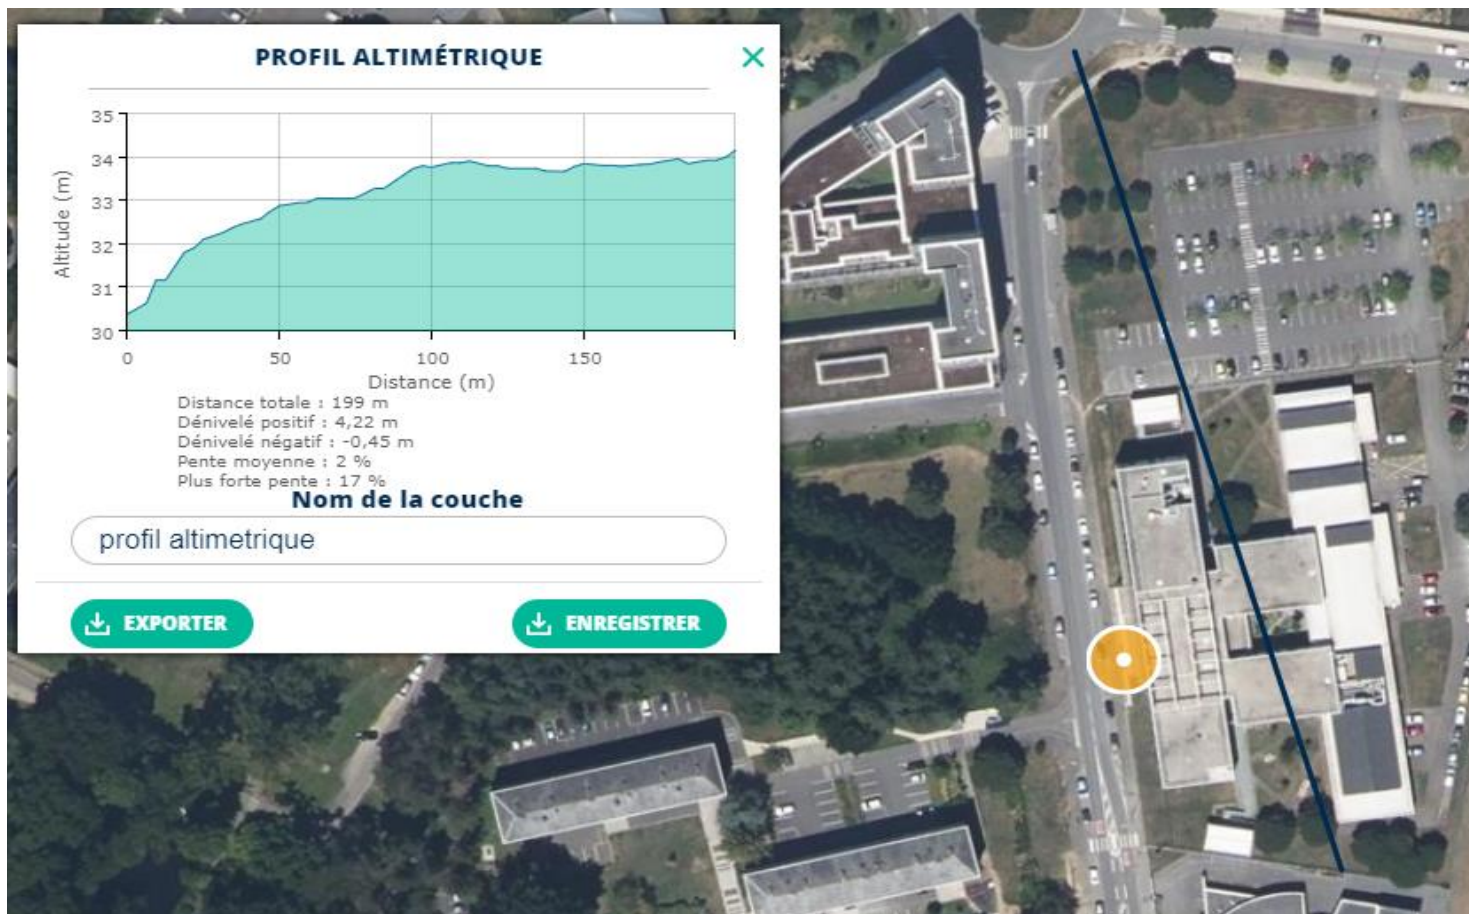 PROFIL ALTIMÉTRIQUE
35
34
33
32
31
30
Altitude (m)
0 50 100 150
Distance (m)
Distance totale : 199 m
Dénivelé positif : 4,22 m
Dénivelé négatif : -0,45 m
Pente moyenne : 2 %
Plus forte pente : 17 %
Nom de la couche
profil altimetrique
EXPORTER ENREGISTRER